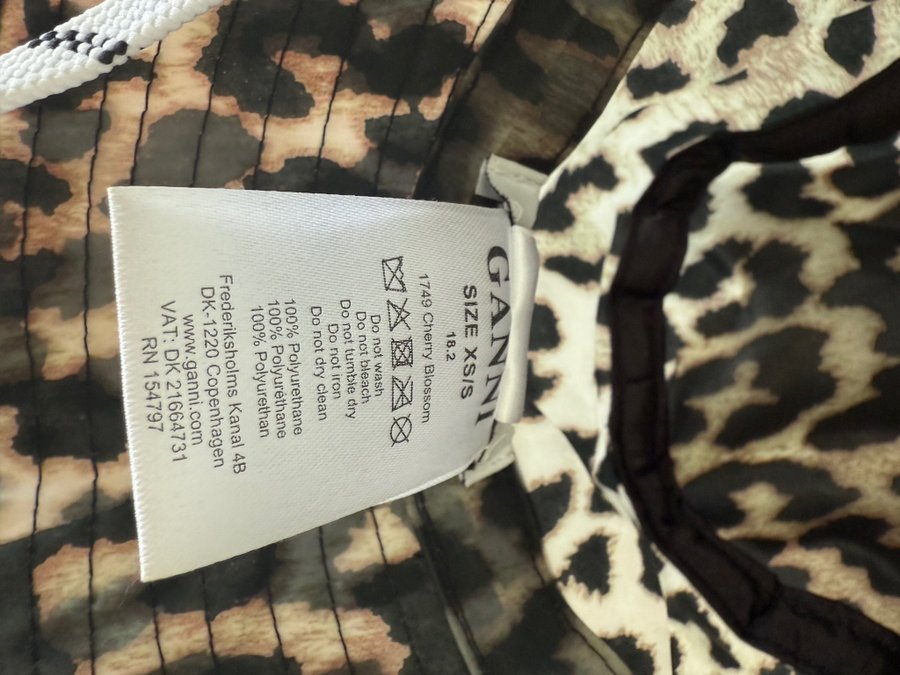 GANNI
SIZE XS/S
18.2
1749 Cherry Blossom
Do not wash
Do not bleach
Do not tumble dry
Do not iron
Do not dry clean
100% Polyurethane
100% Polyuréthane
100% Polyurethan
Frederiksholms Kanal 4B
DK-1220 Copenhagen
www.ganni.com
VAT: DK 21664731
RN 154797